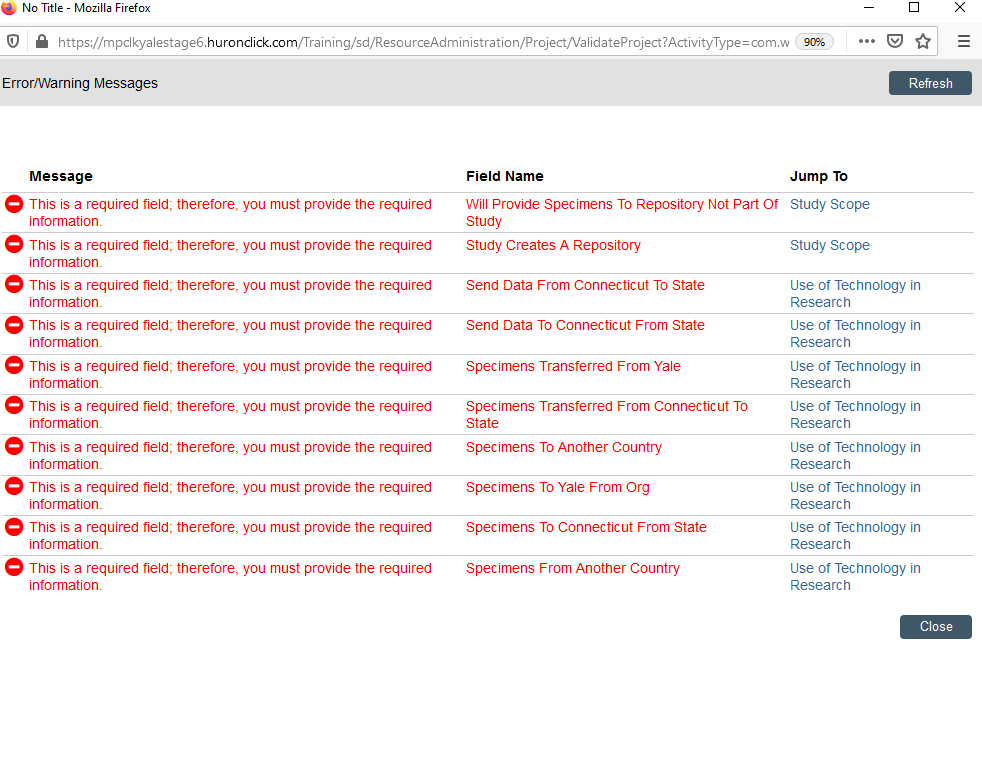 No Title - Mozilla Firefox
https://mpclkyalestage6.huronclick.com/Training/sd/ResourceAdministration/Project/ValidateProject?ActivityType=com.w 90%
Error/Warning Messages Refresh
Message Field Name Jump To
This is a required field; therefore, you must provide the required Will Provide Specimens To Repository Not Part Of Study Scope
information. Study
This is a required field; therefore, you must provide the required Study Creates A Repository Study Scope
information.
This is a required field; therefore, you must provide the required Send Data From Connecticut To State Use of Technology in
information. Research
This is a required field; therefore, you must provide the required Send Data To Connecticut From State Use of Technology in
information. Research
This is a required field; therefore, you must provide the required Specimens Transferred From Yale Use of Technology in
information. Research
This is a required field; therefore, you must provide the required Specimens Transferred From Connecticut To Use of Technology in
information. State Research
This is a required field; therefore, you must provide the required Specimens To Another Country Use of Technology in
information. Research
This is a required field; therefore, you must provide the required Specimens To Yale From Org Use of Technology in
information. Research
This is a required field; therefore, you must provide the required Specimens To Connecticut From State Use of Technology in
information. Research
This is a required field; therefore, you must provide the required Specimens From Another Country Use of Technology in
information. Research
Close